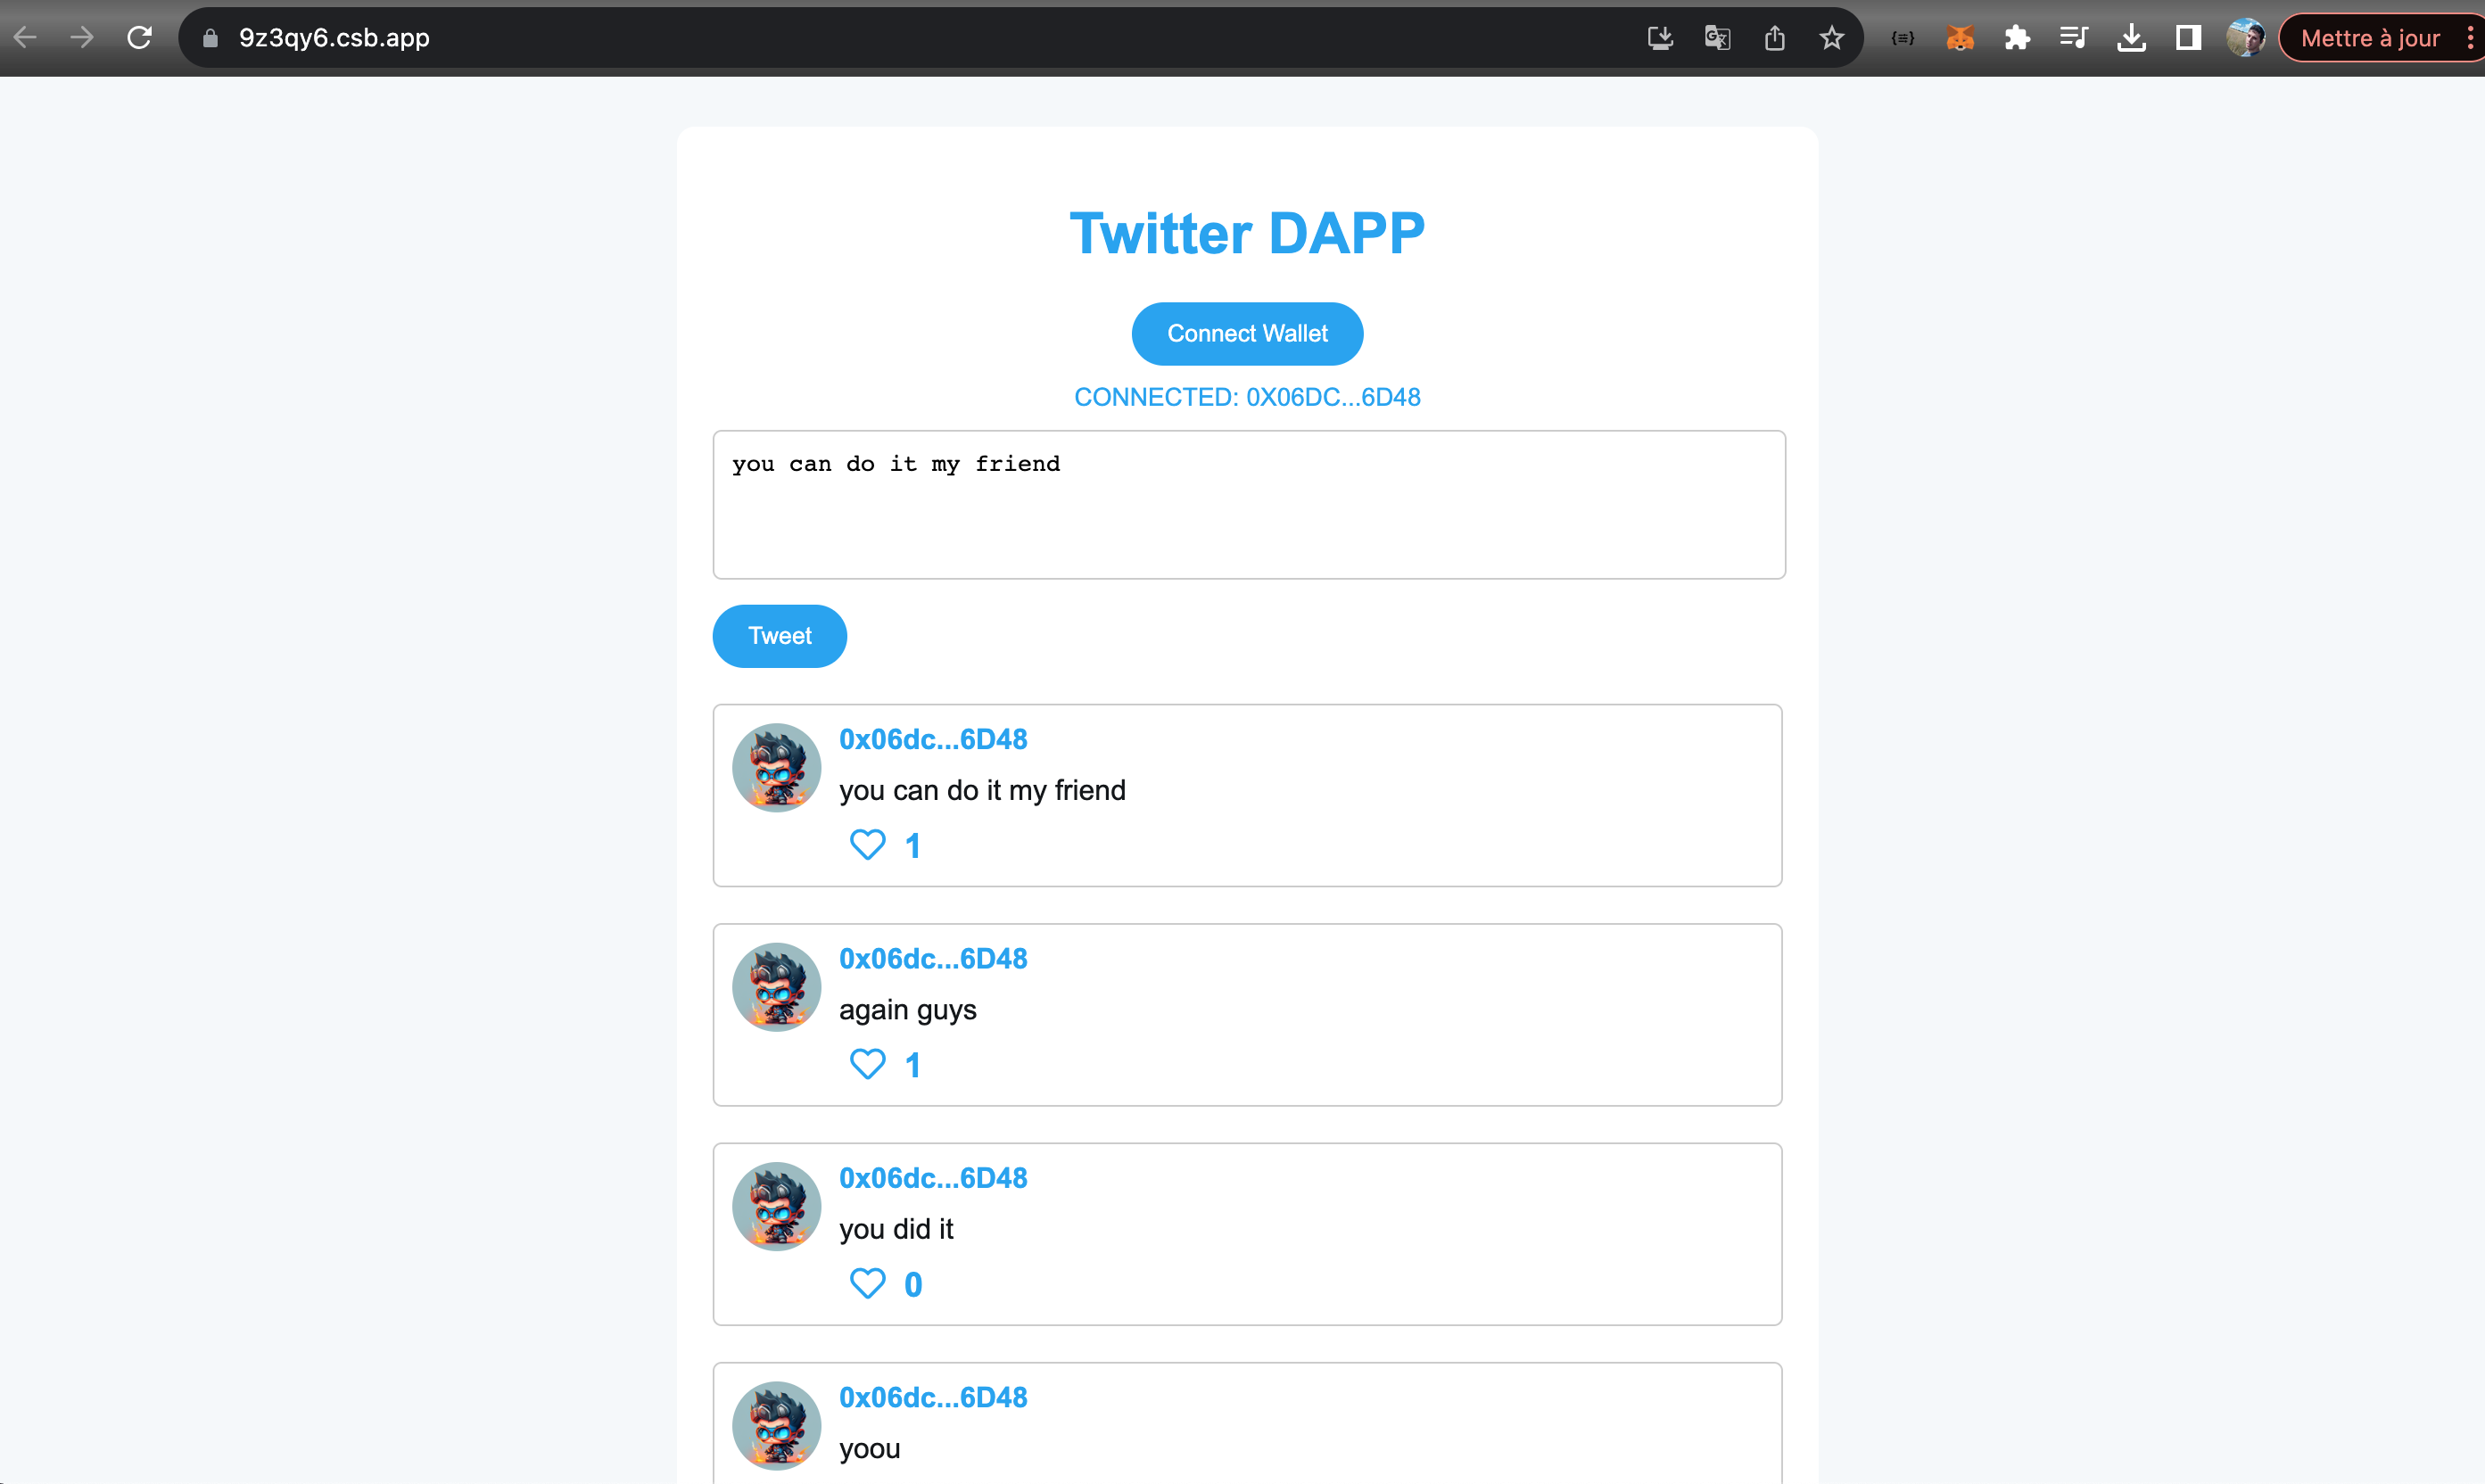 9z3qy6.csb.app
Mettre à jour
Twitter DAPP
Connect Wallet
CONNECTED: 0X06DC...6D48
you can do it my friend
Tweet
0x06dc...6D48
you can do it my friend
1
0x06dc...6D48
again guys
1
0x06dc...6D48
you did it
0
0x06dc...6D48
yoou